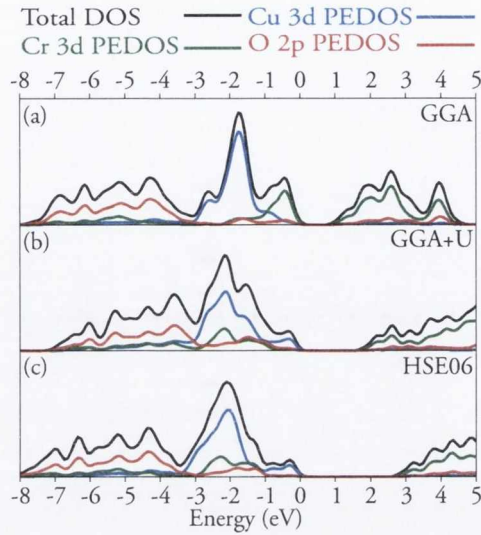 Total DOS Cu 3d PEDOS
Cr 3d PEDOS O 2p PEDOS
-8 -7 -6 -5 -4 -3 -2 -1 0 1 2 3 4 5
(a) GGA
(b) GGA+U
(c) HSE06
-8 -7 -6 -5 -4 -3 -2 -1 0 1 2 3 4 5
Energy (eV)